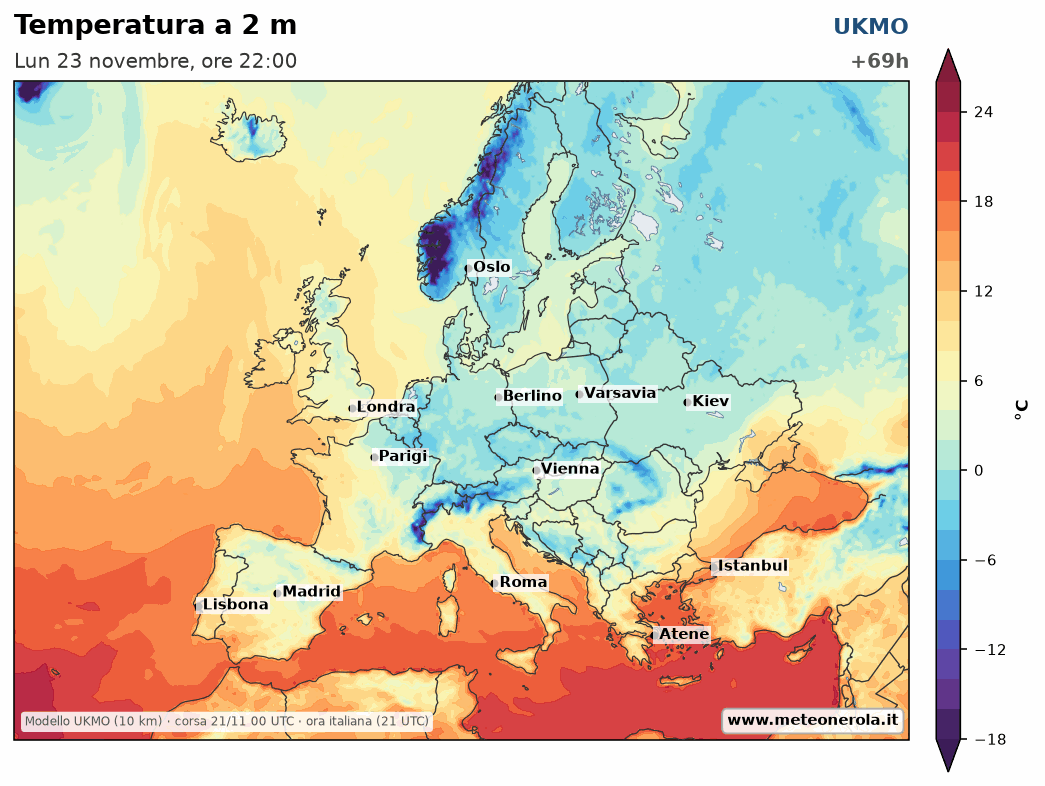 Temperatura a 2 m
UKMO
Lun 23 novembre, ore 22:00
+69h
24
18
12
6
0
−6
−12
−18
°C
Oslo
Londra
Berlino
Varsavia
Kiev
Parigi
Vienna
Istanbul
Roma
Madrid
Lisbona
Atene
Modello UKMO (10 km) · corsa 21/11 00 UTC · ora italiana (21 UTC)
www.meteonerola.it